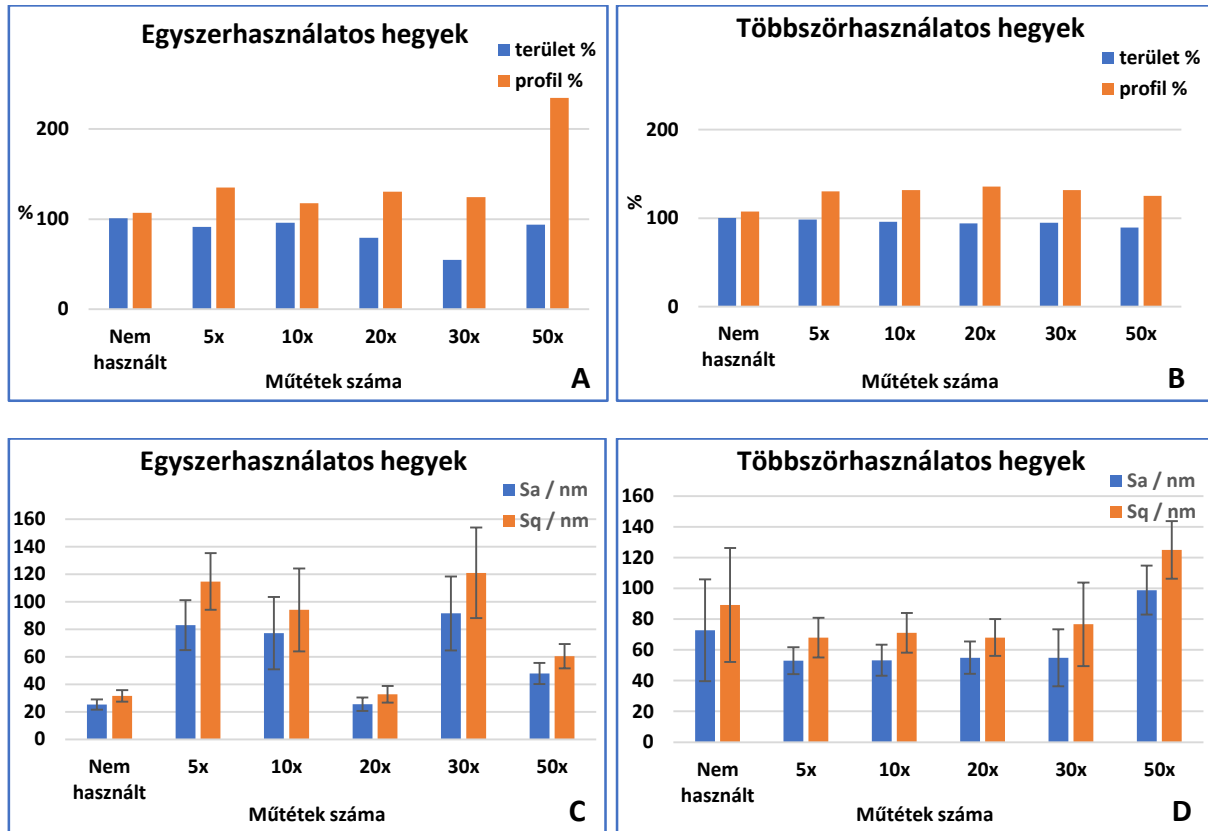 Egyszerhasználatos hegyek
terület %
profil %
200
%
100
0
Nem használt
5x
10x
20x
30x
50x
Műtétek száma
A
Többszörhasználatos hegyek
terület %
profil %
200
%
100
0
Nem használt
5x
10x
20x
30x
50x
Műtétek száma
B
Egyszerhasználatos hegyek
Sa / nm
Sq / nm
160
140
120
100
80
60
40
20
0
Nem használt
5x
10x
20x
30x
50x
Műtétek száma
C
Többszörhasználatos hegyek
Sa / nm
Sq / nm
160
140
120
100
80
60
40
20
0
Nem használt
5x
10x
20x
30x
50x
Műtétek száma
D